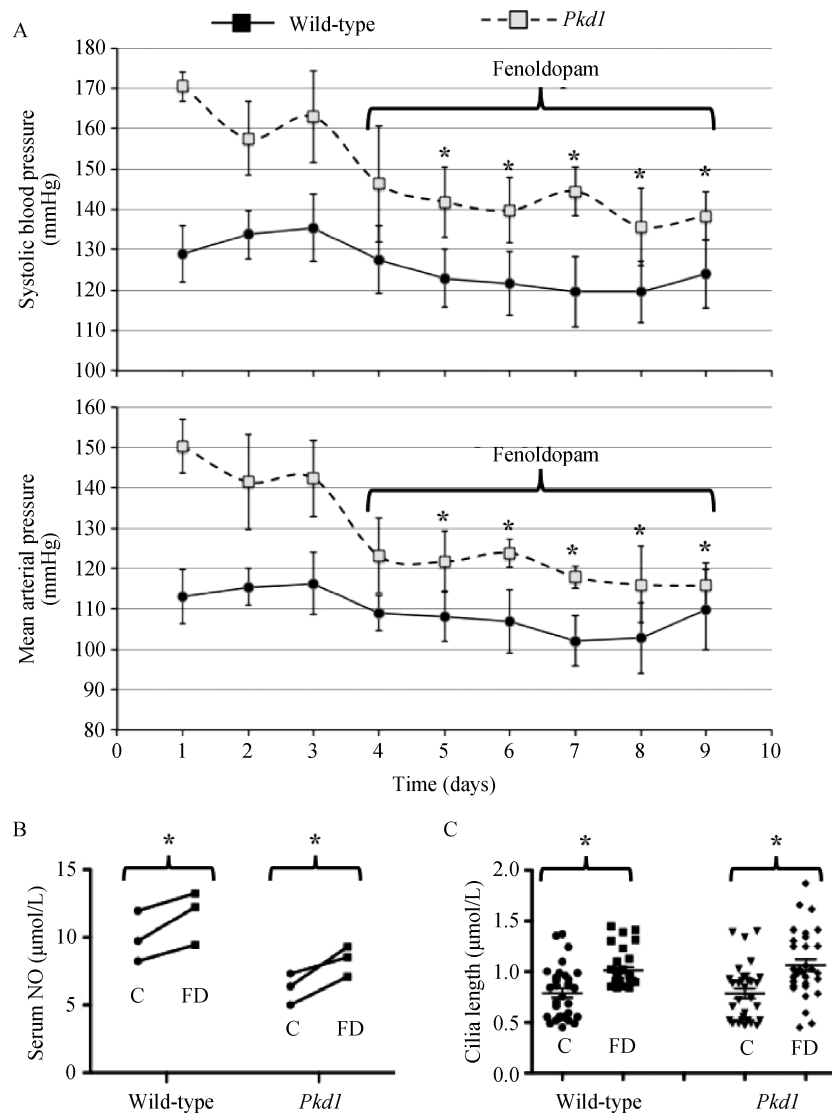 A
Wild-type
Pkd1
180
170
160
150
140
130
120
110
100
Systolic blood pressure
(mmHg)
Fenoldopam
* * * * *
160
150
140
130
120
110
100
90
80
Mean arterial pressure
(mmHg)
Fenoldopam
* * * * *
0 1 2 3 4 5 6 7 8 9 10
Time (days)
B
15
10
5
0
Serum NO (μmol/L)
* *
C FD C FD
Wild-type Pkd1
C
2.0
1.5
1.0
0.5
0.0
Cilia length (μmol/L)
* *
C FD C FD
Wild-type Pkd1